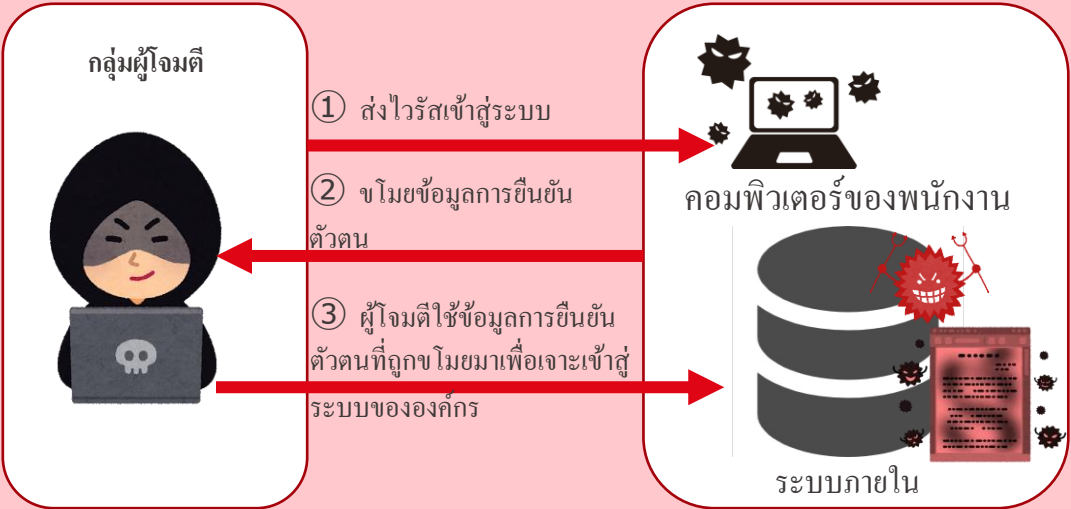 กลุ่มผู้โจมตี
① ส่งไวรัสเข้าสู่ระบบ
② ขโมยข้อมูลการยืนยัน
ตัวตน
③ ผู้โจมตีใช้ข้อมูลการยืนยัน
ตัวตนที่ถูกขโมยมาเพื่อเจาะเข้าสู่
ระบบขององค์กร
คอมพิวเตอร์ของพนักงาน
ระบบภายใน